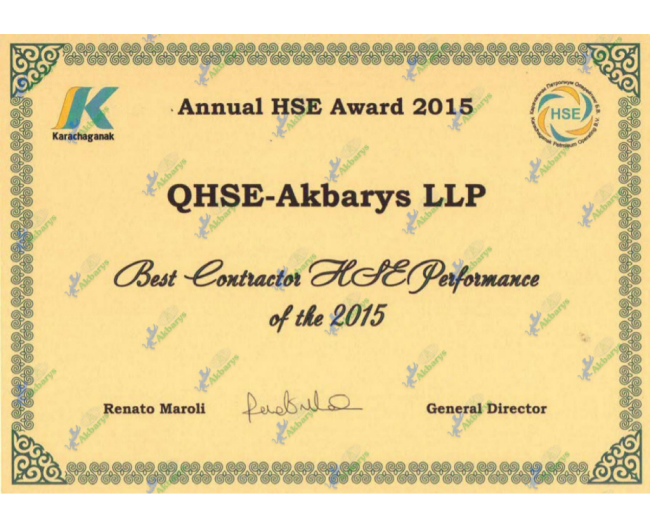 Annual HSE Award 2015
Karachaganak
HSE
Karachaganak Petroleum Operating B.V.
QHSE-Akbarys LLP
Best Contractor HSE Performance
of the 2015
Renato Maroli
General Director
Akbarys